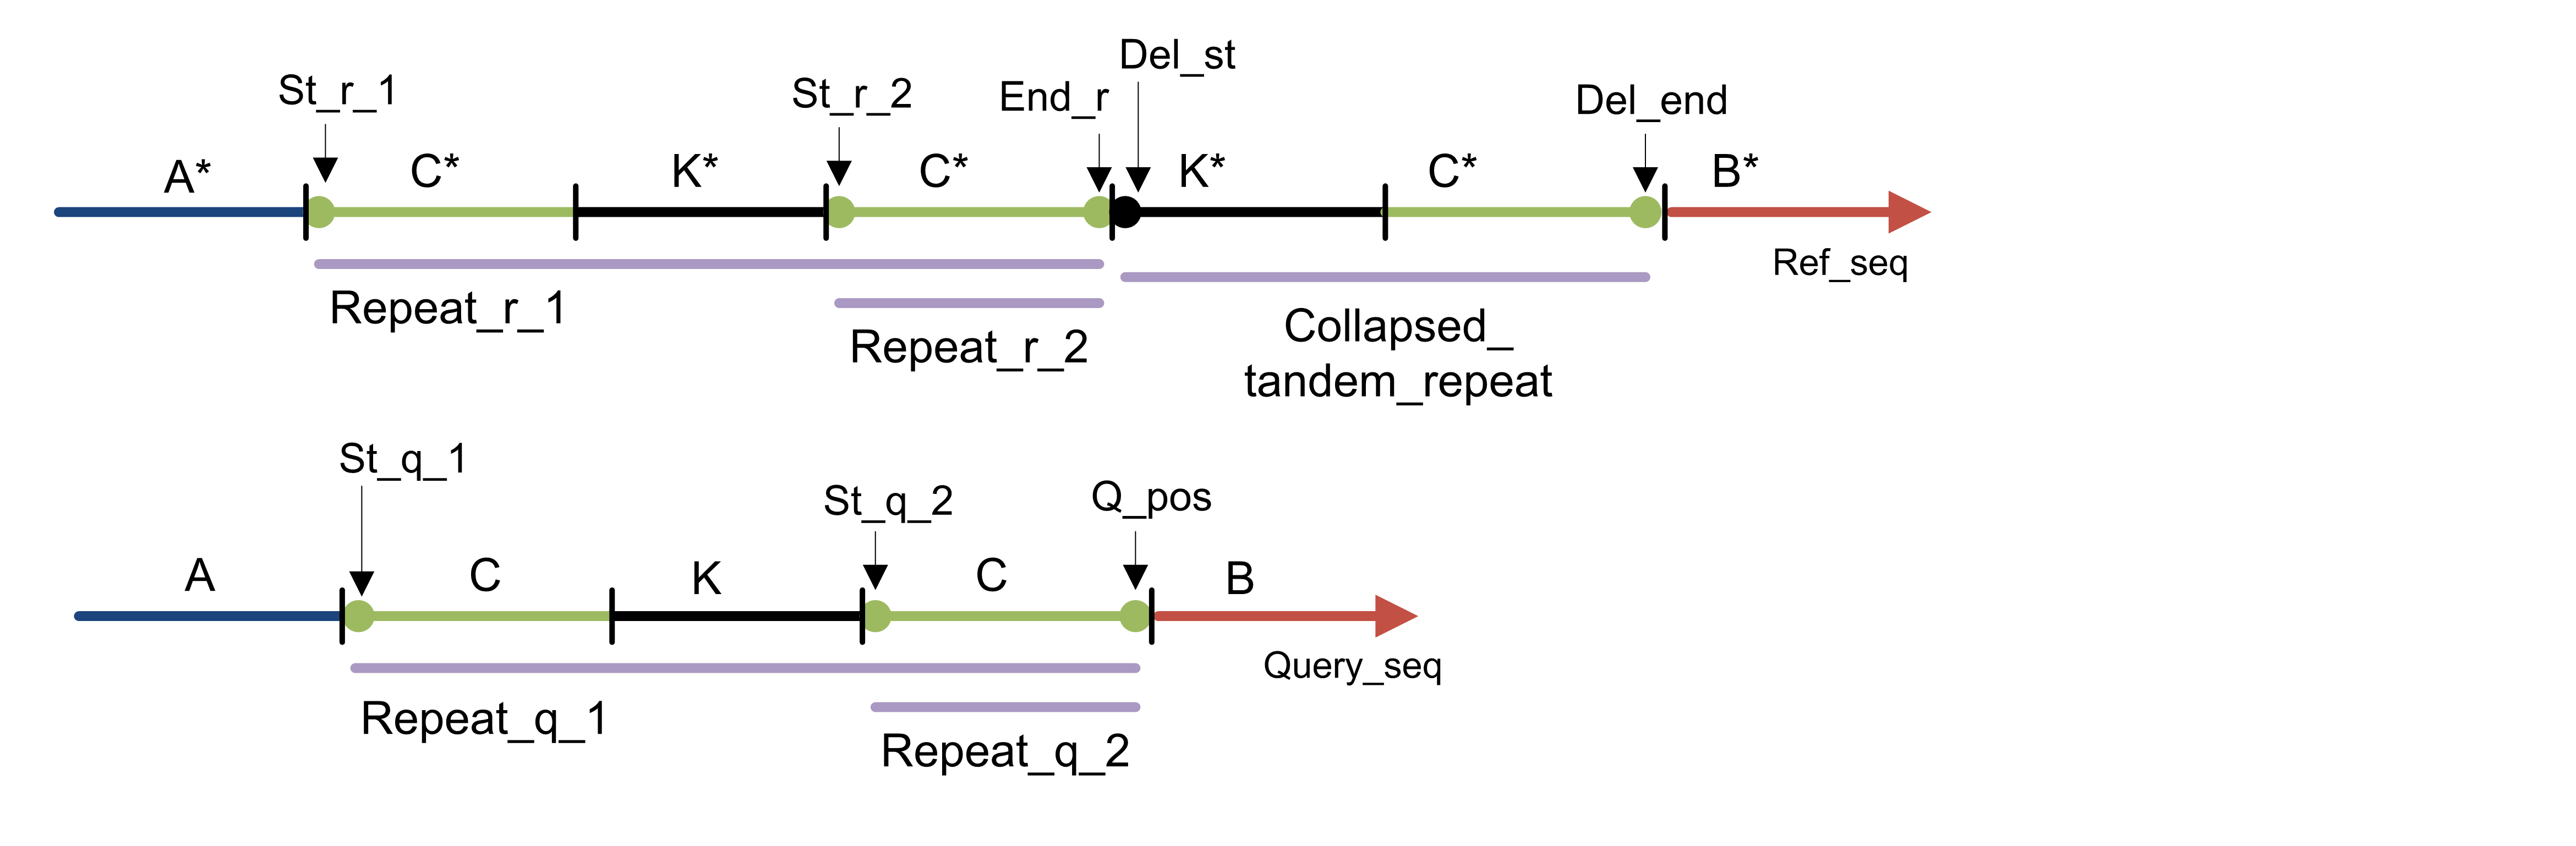 Del_st
St_r_1
St_r_2
End_r
Del_end
A*
C*
K*
C*
K*
C*
B*
Ref_seq
Repeat_r_1
Repeat_r_2
Collapsed_
tandem_repeat
St_q_1
St_q_2
Q_pos
A
C
K
C
B
Query_seq
Repeat_q_1
Repeat_q_2